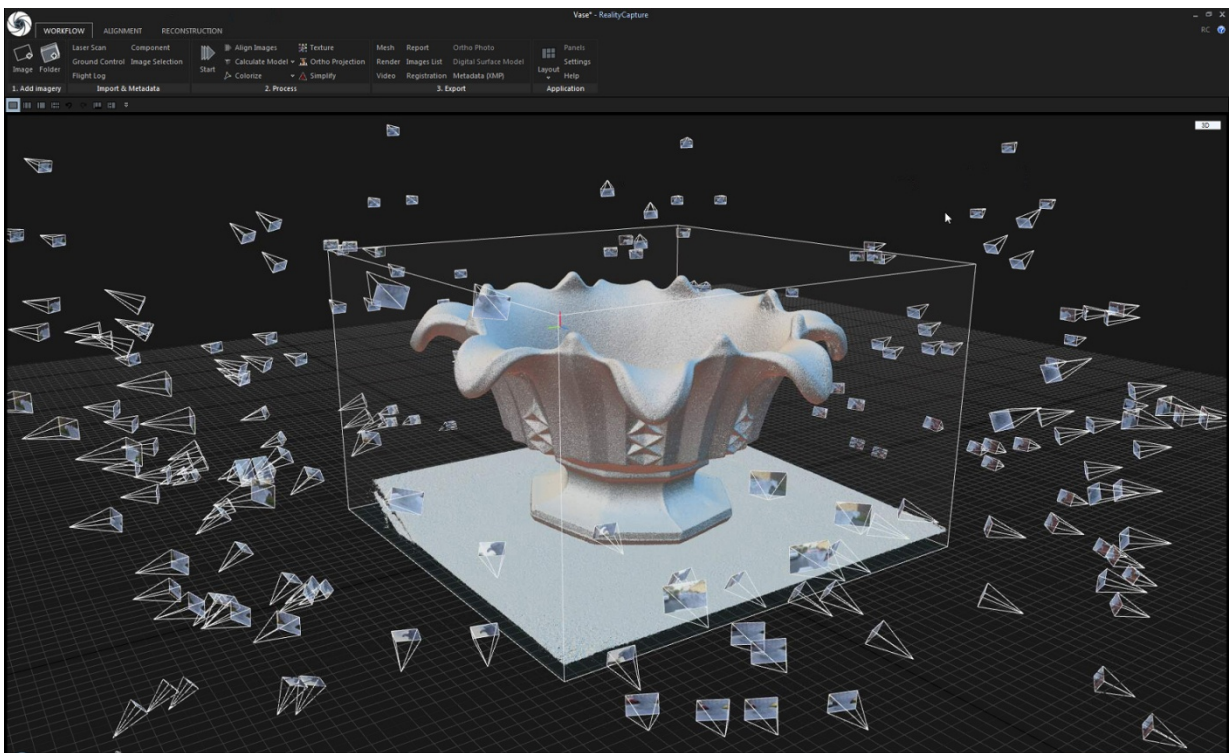 Vase* - RealityCapture
WORKFLOW ALIGNMENT RECONSTRUCTION
RC
Laser Scan Component Align Images Texture Mesh Report Ortho Photo Panels
Image Folder Ground Control Image Selection Start Calculate Model Ortho Projection Render Images List Digital Surface Model Layout Settings
Flight Log Colorize Simplify Video Registration Metadata (XMP) Help
1. Add imagery Import & Metadata 2. Process 3. Export Application
3D